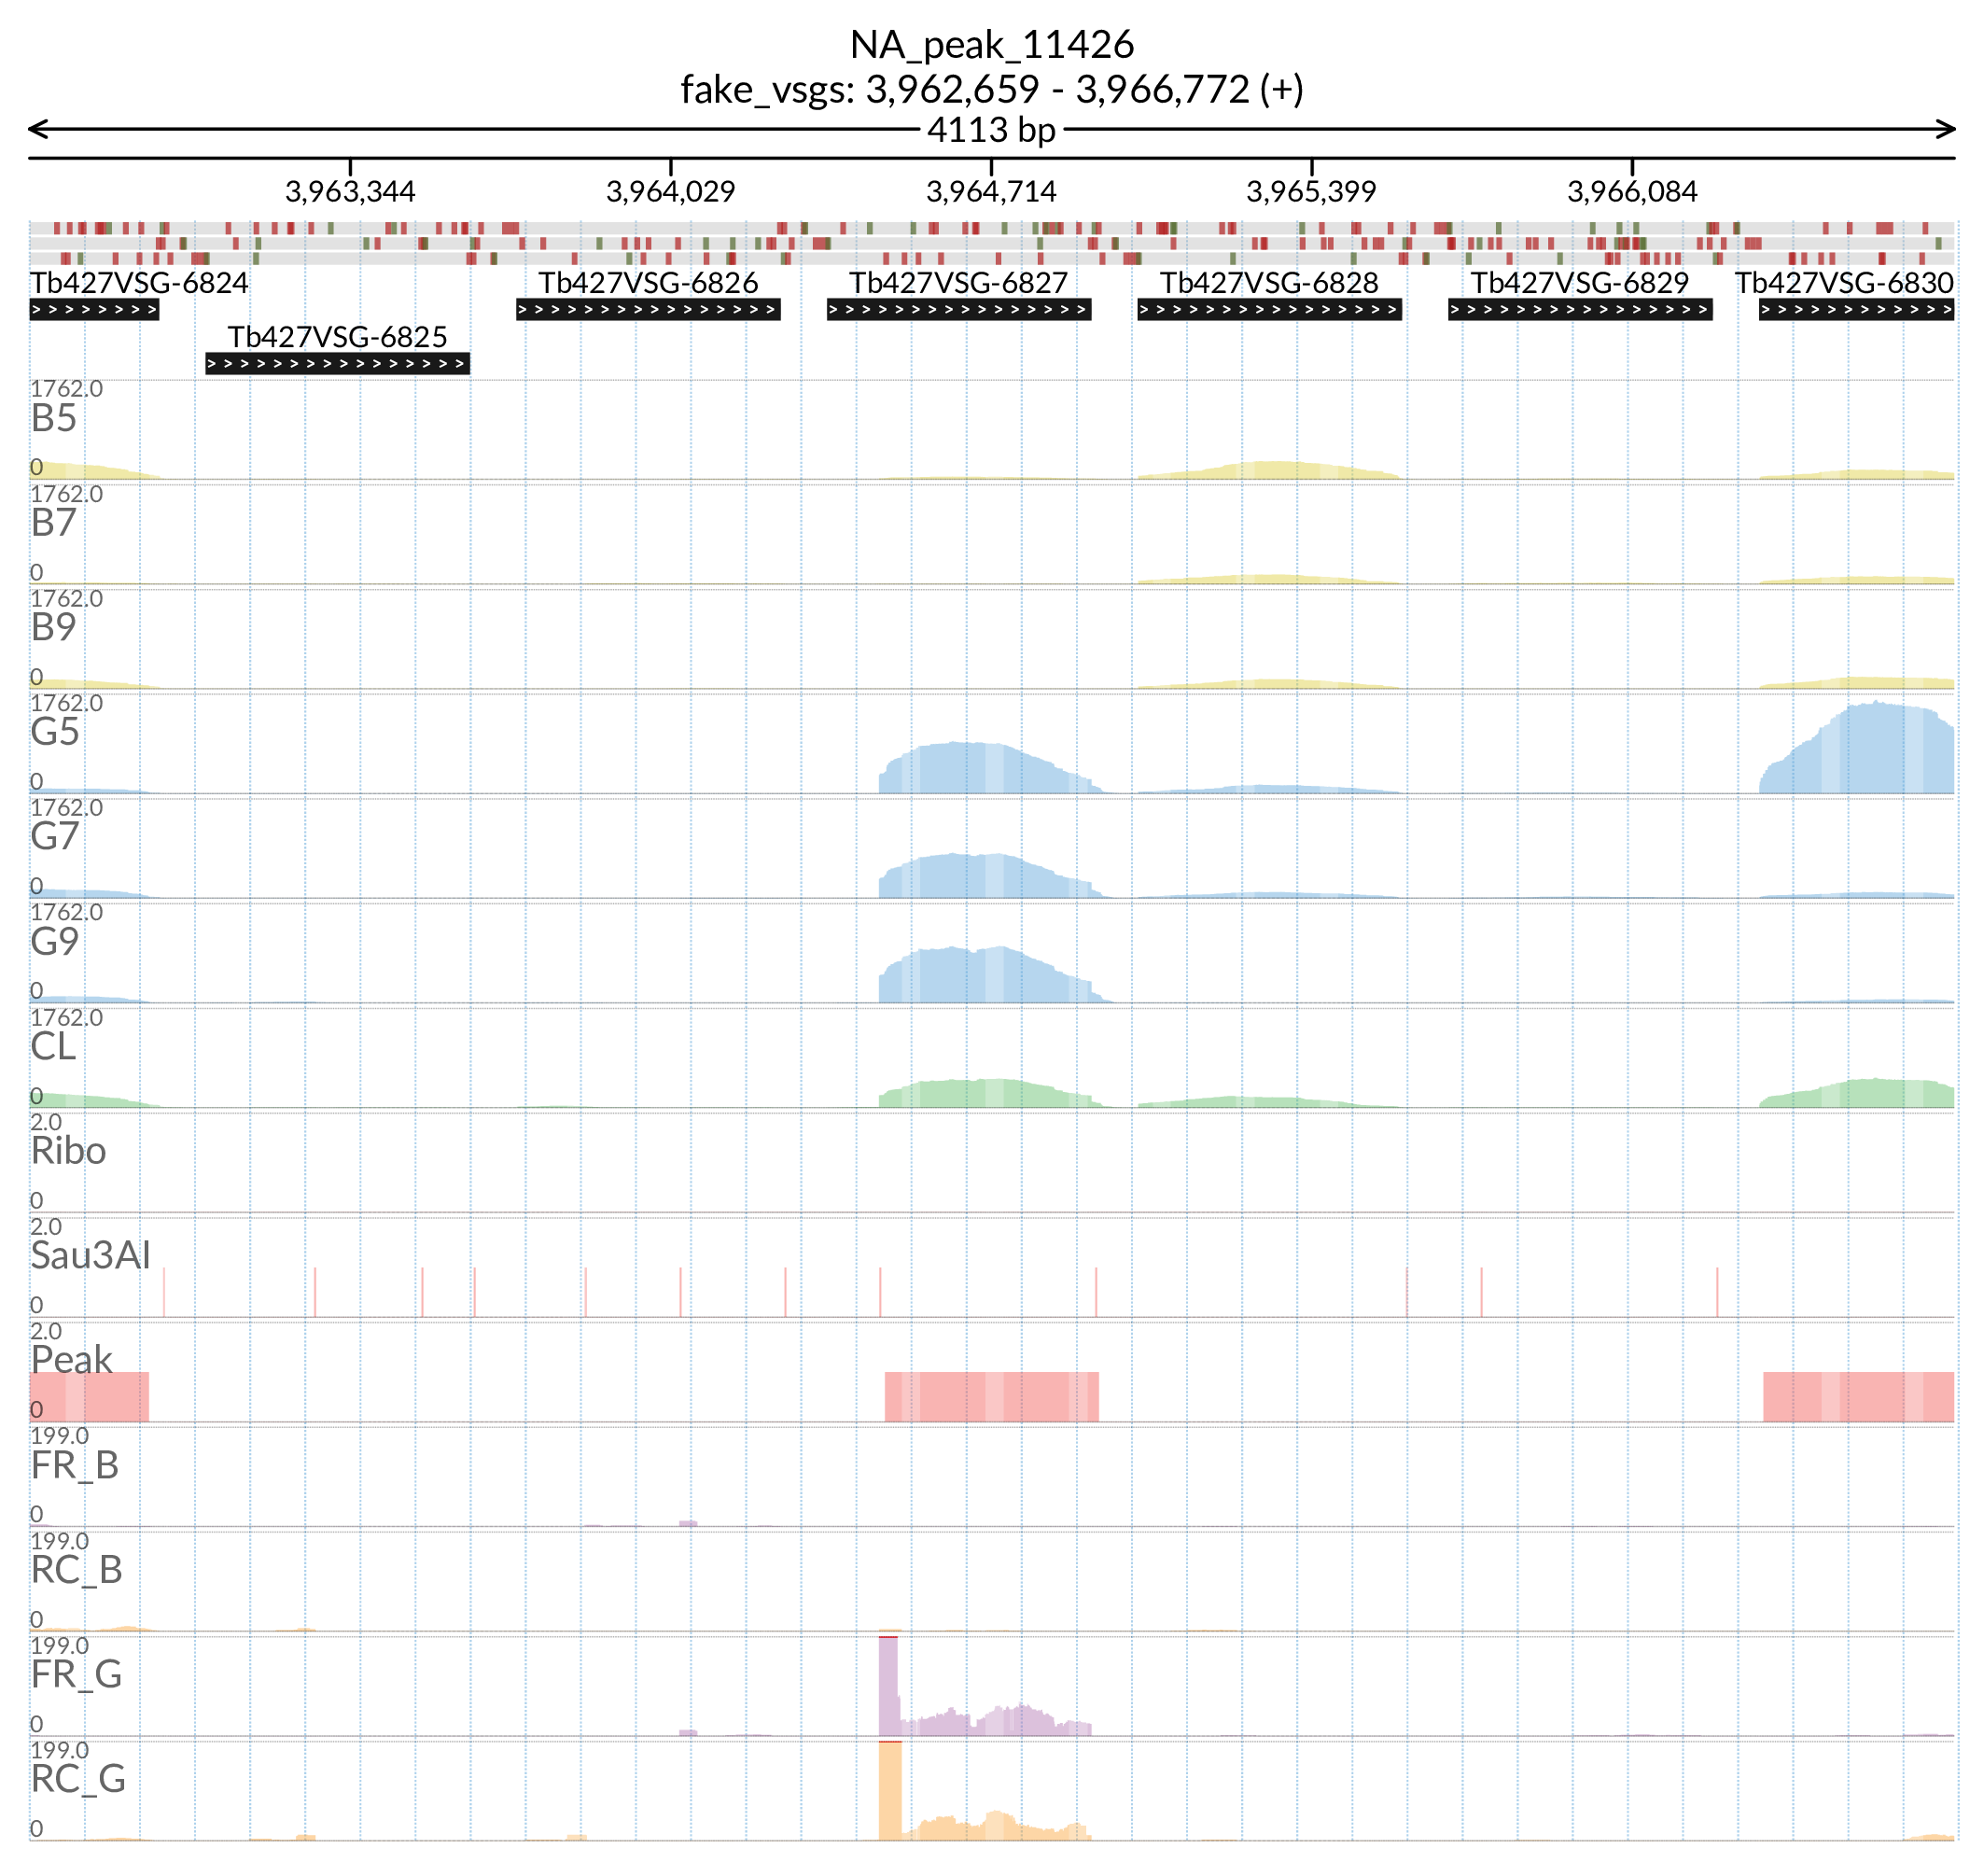 NA_peak_11426
fake_vsgs: 3,962,659 - 3,966,772 (+)
4113 bp
3,963,344 3,964,029 3,964,714 3,965,399 3,966,084
Tb427VSG-6824 Tb427VSG-6826 Tb427VSG-6827 Tb427VSG-6828 Tb427VSG-6829 Tb427VSG-6830
Tb427VSG-6825
1762.0
B5
0
1762.0
B7
0
1762.0
B9
0
1762.0
G5
0
1762.0
G7
0
1762.0
G9
0
1762.0
CL
0
2.0
Ribo
0
2.0
Sau3AI
0
2.0
Peak
0
199.0
FR_B
0
199.0
RC_B
0
199.0
FR_G
0
199.0
RC_G
0